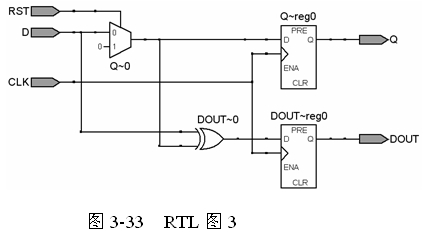 RST
D
CLK
0
0
1
Q~0
Q~reg0
PRE
D
Q
ENA
CLR
Q
DOUT~0
DOUT~reg0
PRE
D
Q
ENA
CLR
DOUT
图 3-33 RTL 图 3